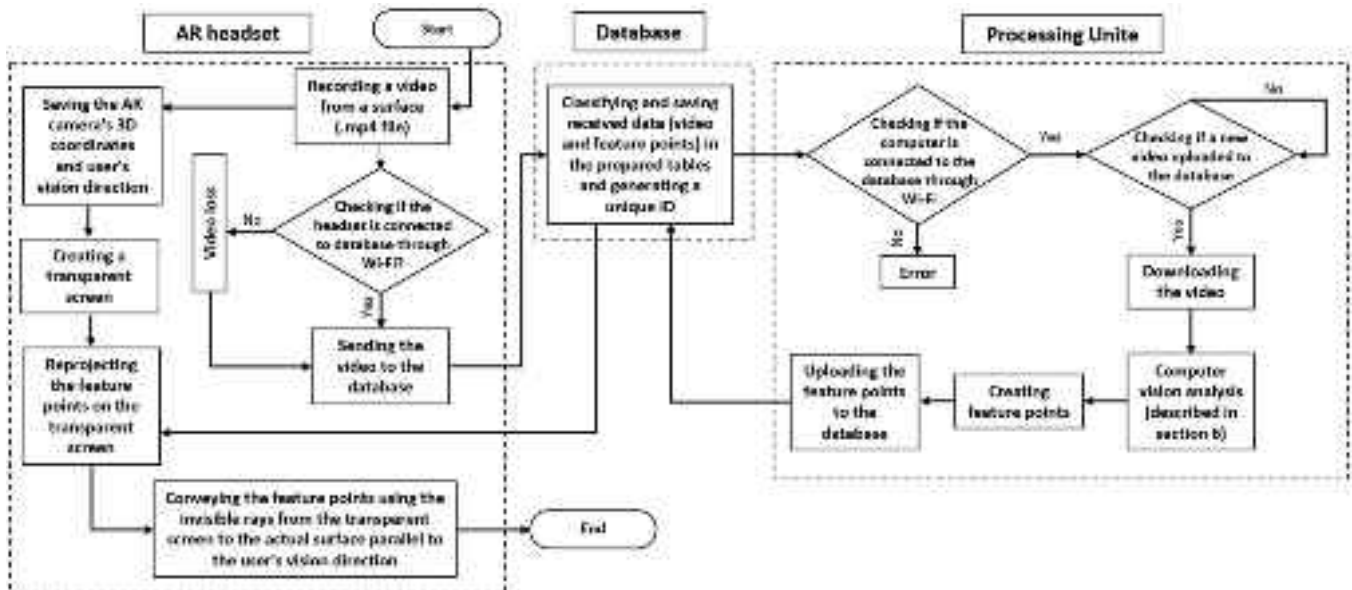 AR headset
Start
Database
Processing Unite
Recording a video
from a surface
(.mp4 file)
Saving the AR
camera's 3D
coordinates
and user's
vision direction
Creating a
transparent
screen
Reprojecting
the feature
points on the
transparent
screen
Video loss
No
Checking if the
headset is connected
to database through
Wi-Fi?
Yes
Sending the
video to the
database
Conveying the feature points using the
invisible rays from the transparent
screen to the actual surface parallel to
the user's vision direction
End
Classifying and saving
received data (video
and feature points) in
the prepared tables
and generating a
unique ID
Checking if the
computer is
connected to the
database through
Wi-Fi
No
Error
Yes
Checking if a new
video uploaded to
the database
No
Yes
Downloading
the video
Computer
vision analysis
(described in
section b)
Creating
feature points
Uploading the
feature points
to the
database